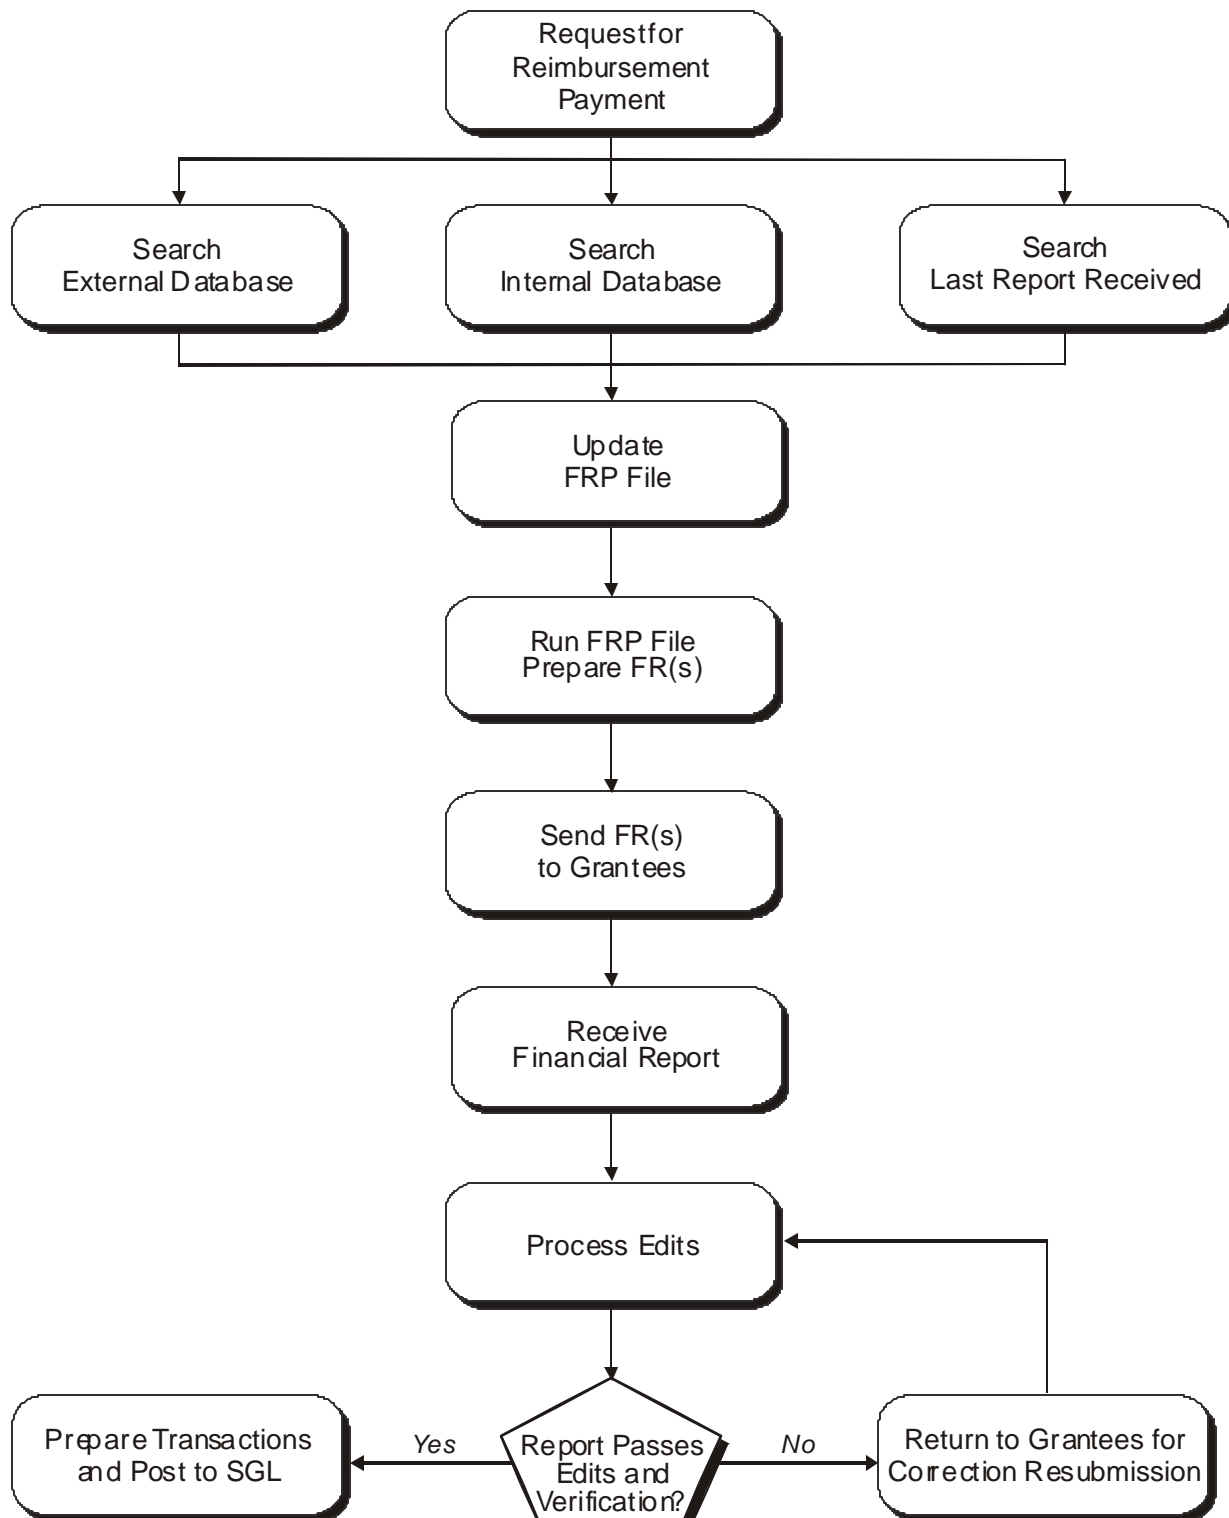 Request for
Reimbursement
Payment
Search
External Database
Search
Internal Database
Search
Last Report Received
Update
FRP File
Run FRP File
Prepare FR(s)
Send FR(s)
to Grantees
Receive
Financial Report
Process Edits
Prepare Transactions
and Post to SGL
Yes
Report Passes
Edits and
Verification?
No
Return to Grantees for
Correction Resubmission